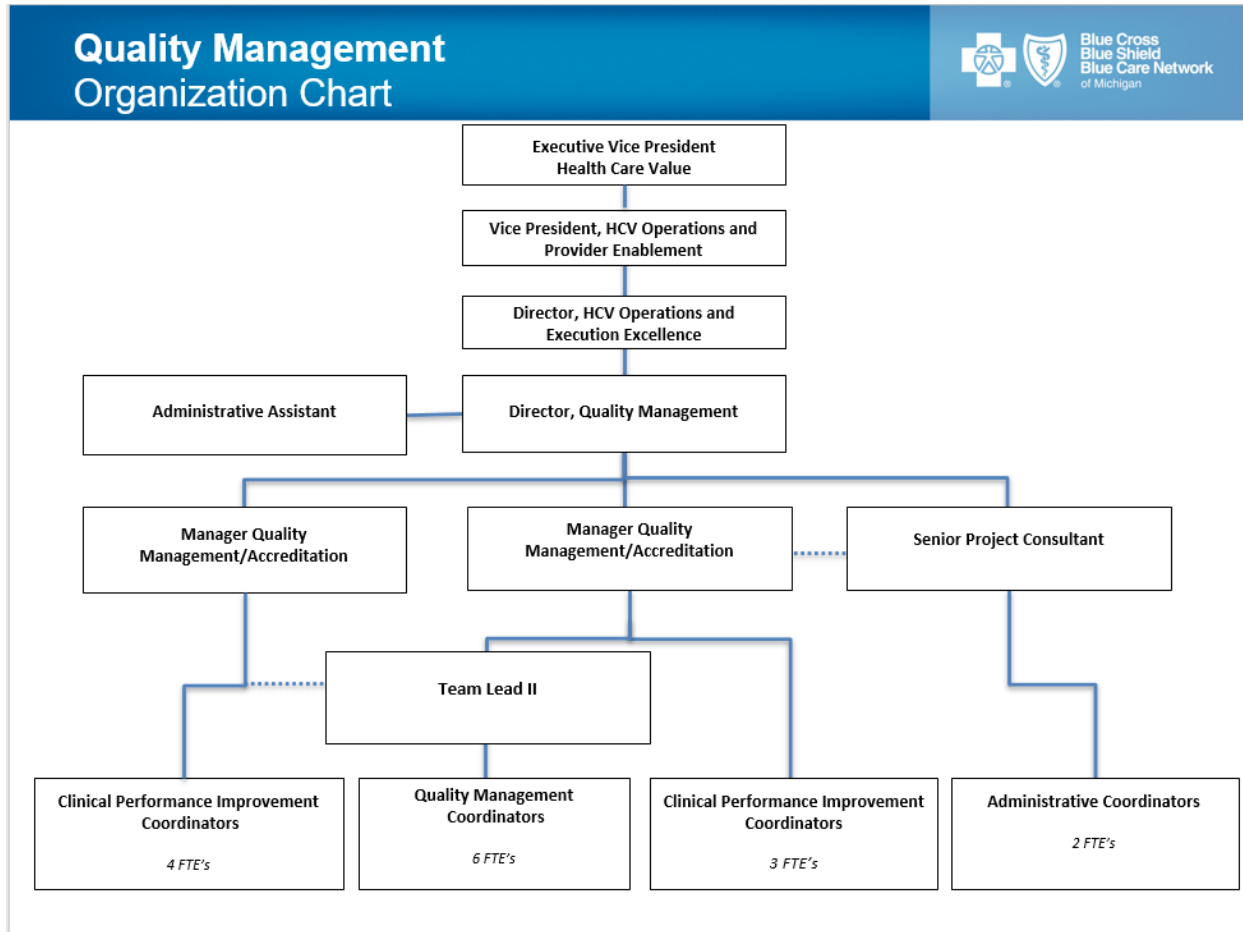 Quality Management
Organization Chart
Blue Cross
Blue Shield
Blue Care Network
of Michigan
Executive Vice President
Health Care Value
Vice President, HCV Operations and
Provider Enablement
Director, HCV Operations and
Execution Excellence
Administrative Assistant
Director, Quality Management
Manager Quality
Management/Accreditation
Manager Quality
Management/Accreditation
Senior Project Consultant
Team Lead II
Clinical Performance Improvement
Coordinators
4 FTE's
Quality Management
Coordinators
6 FTE's
Clinical Performance Improvement
Coordinators
3 FTE's
Administrative Coordinators
2 FTE's